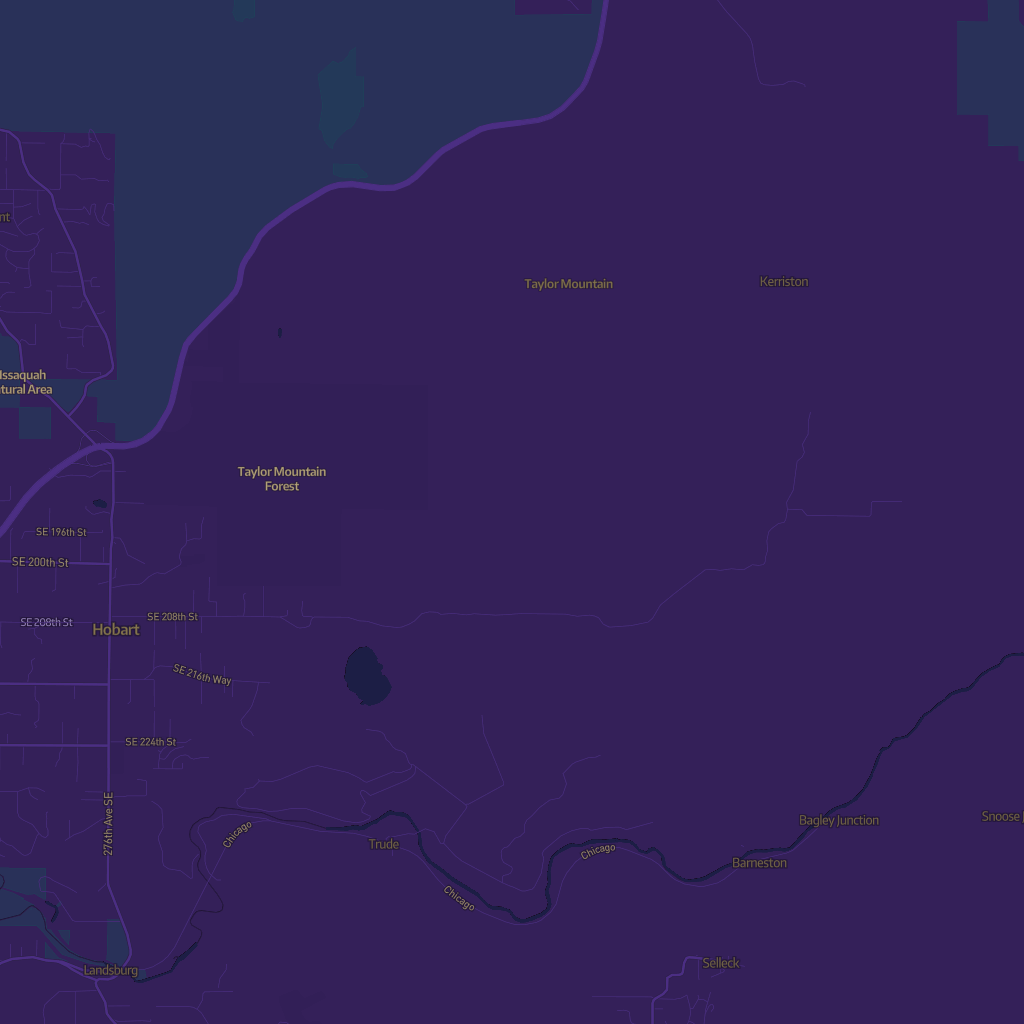 nt
Taylor Mountain
Kerriston
Issaquah
tural Area
Taylor Mountain
Forest
SE 196th St
SE 200th St
SE 208th St
SE 208th St
Hobart
SE 216th Way
SE 224th St
276th Ave SE
Chicago
Trude
Chicago
Chicago
Bagley Junction
Snoose J
Barneston
Landsburg
Selleck